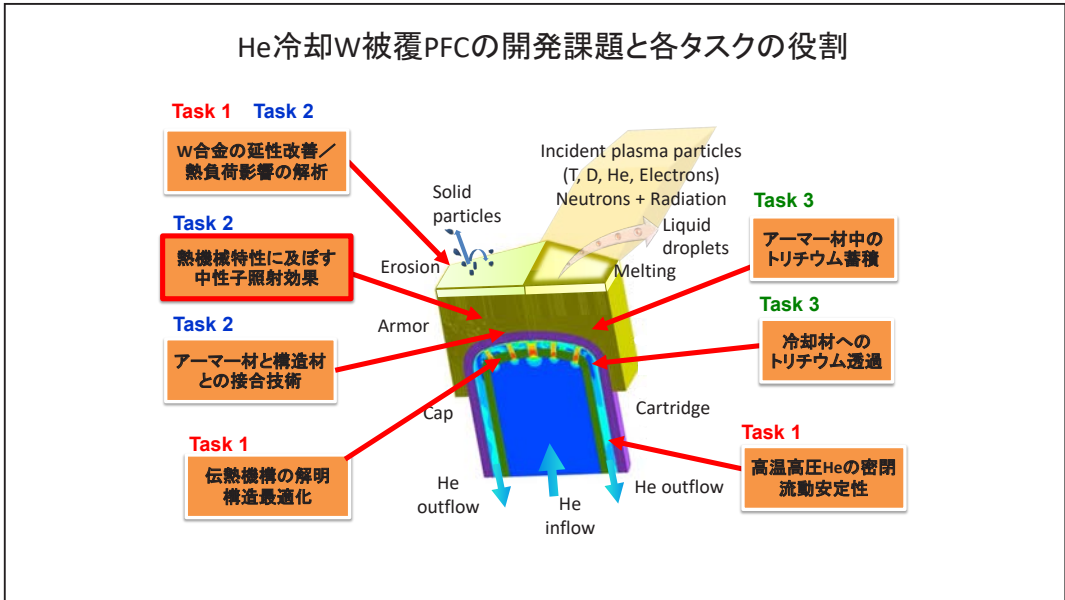 He冷却W被覆PFCの開発課題と各タスクの役割
Task 1 Task 2
W合金の延性改善／
熱負荷影響の解析
Task 2
熱機械特性に及ぼす
中性子照射効果
Task 2
アーマー材と構造材
との接合技術
Task 1
伝熱機構の解明
構造最適化
Solid
particles
Erosion
Armor
Cap
He
outflow
He
inflow
He outflow
Cartridge
Incident plasma particles
(T, D, He, Electrons)
Neutrons + Radiation
Liquid
droplets
Melting
Task 3
アーマー材中の
トリチウム蓄積
Task 3
冷却材への
トリチウム透過
Task 1
高温高圧Heの密閉
流動安定性